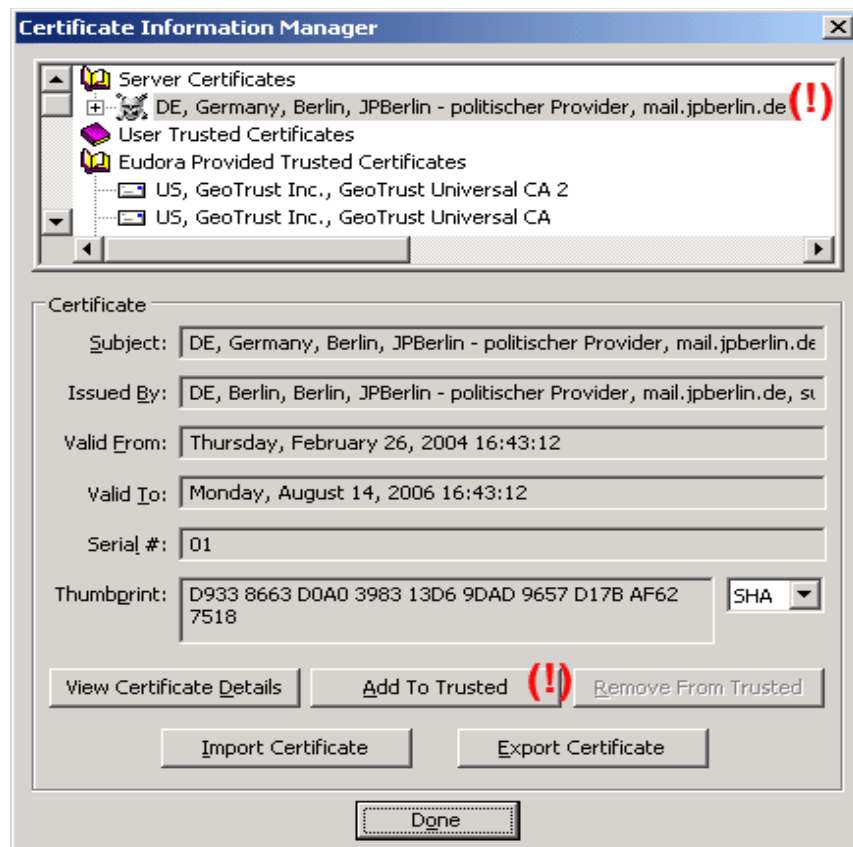 Certificate Information Manager
Server Certificates
DE, Germany, Berlin, JPBerlin - politischer Provider, mail.jpberlin.de (!)
User Trusted Certificates
Eudora Provided Trusted Certificates
US, GeoTrust Inc., GeoTrust Universal CA 2
US, GeoTrust Inc., GeoTrust Universal CA
Certificate
Subject: DE, Germany, Berlin, JPBerlin - politischer Provider, mail.jpberlin.de
Issued By: DE, Berlin, Berlin, JPBerlin - politischer Provider, mail.jpberlin.de, su
Valid From: Thursday, February 26, 2004 16:43:12
Valid To: Monday, August 14, 2006 16:43:12
Serial #: 01
Thumbprint: D933 8663 D0A0 3983 13D6 9DAD 9657 D17B AF62 SHA
7518
View Certificate Details Add To Trusted (!) Remove From Trusted
Import Certificate Export Certificate
Done